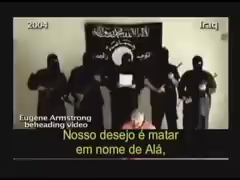 2004
Iraq
Eugene Armstrong
beheading video
Nosso desejo é matar
em nome de Alá,